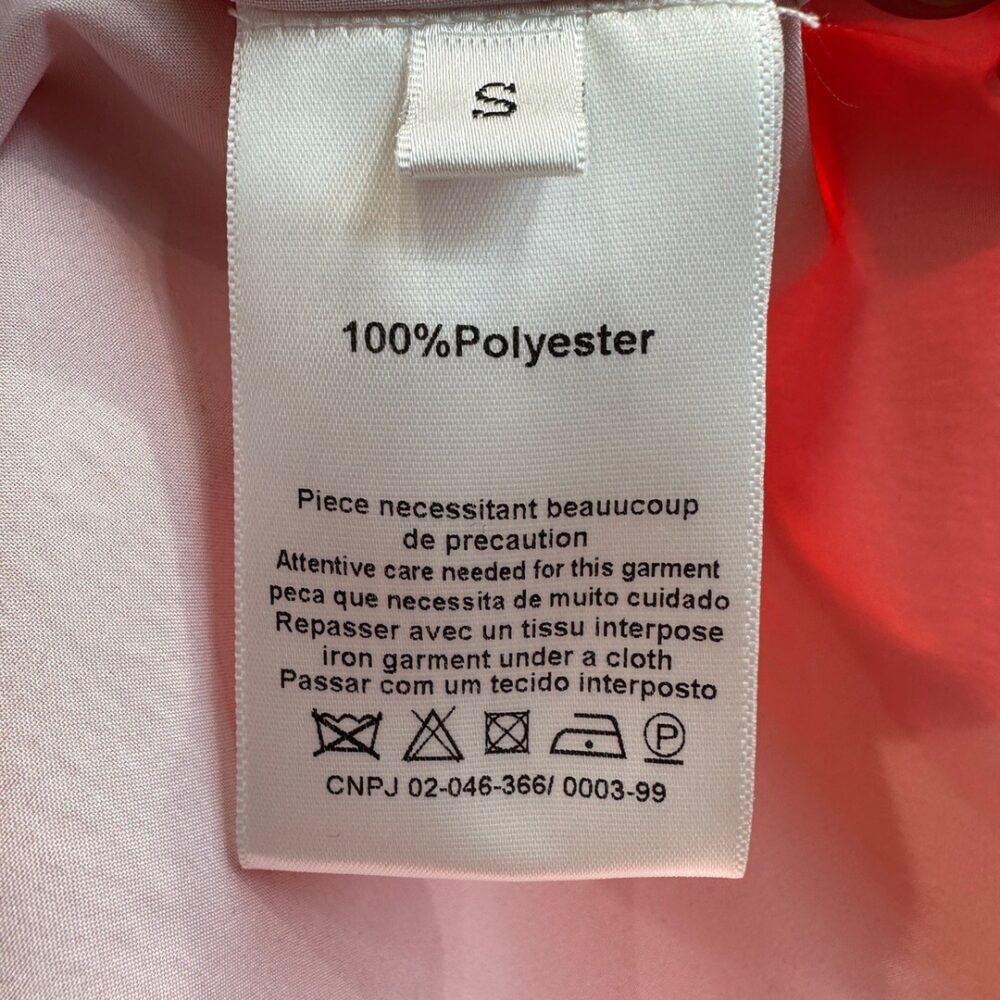 S
100%Polyester
Piece necessitant beauucoup
de precaution
Attentive care needed for this garment
peca que necessita de muito cuidado
Repasser avec un tissu interpose
iron garment under a cloth
Passar com um tecido interposto
P
CNPJ 02-046-366/ 0003-99